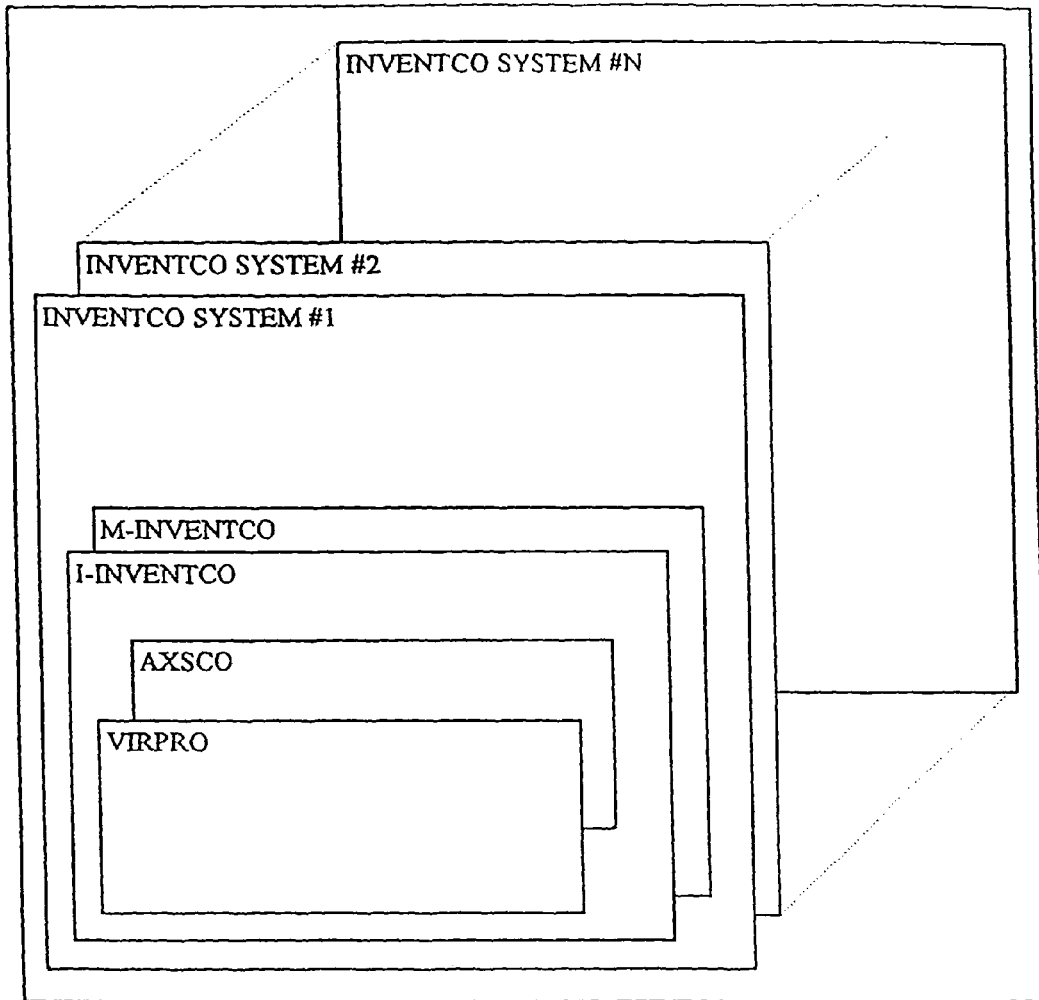 INVENTCO SYSTEM #N
INVENTCO SYSTEM #2
INVENTCO SYSTEM #1
M-INVENTCO
I-INVENTCO
AXSCO
VIRPRO